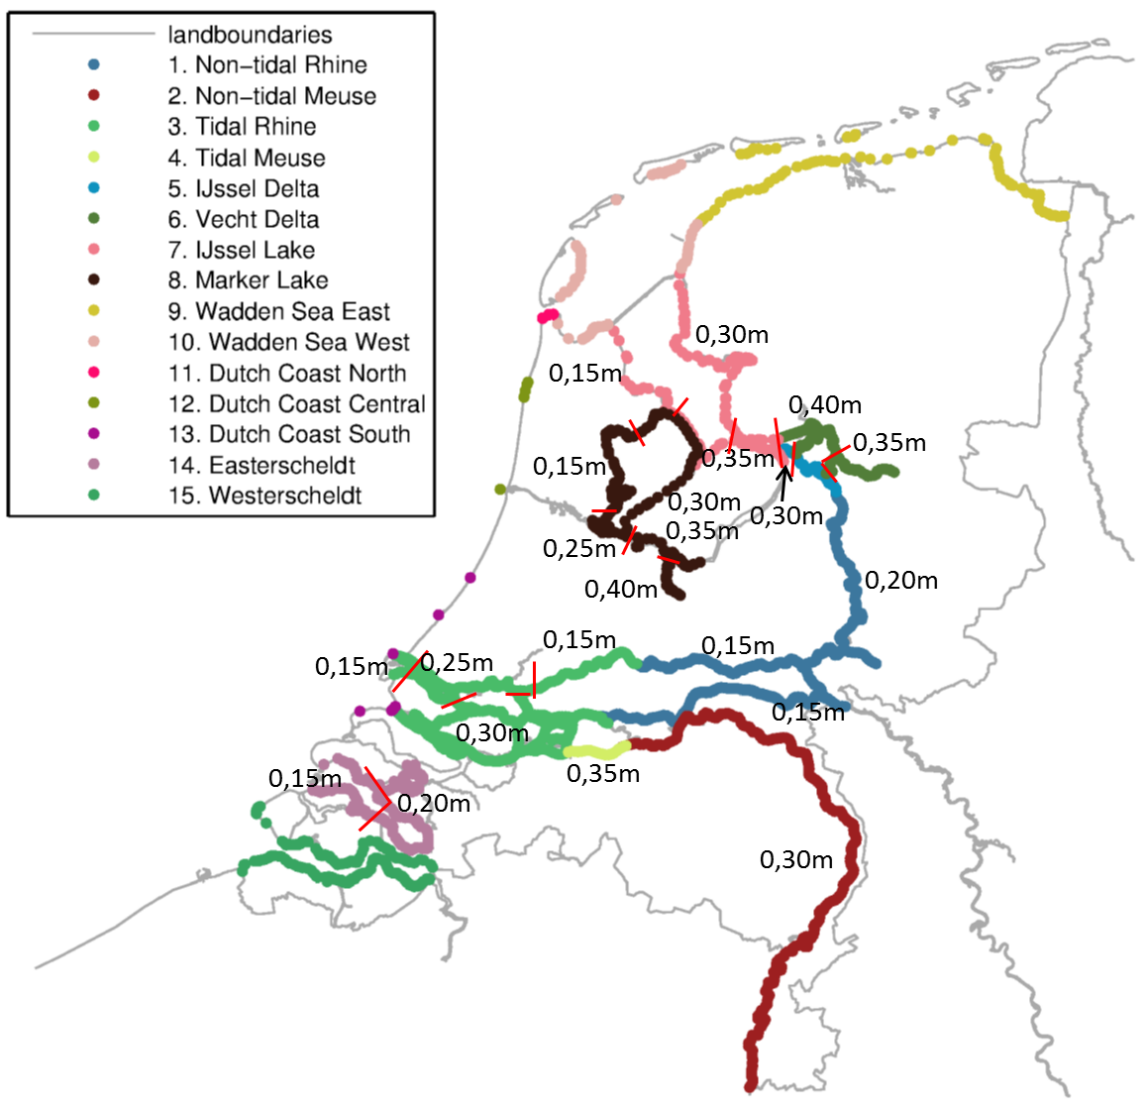 landboundaries
1. Non-tidal Rhine
2. Non-tidal Meuse
3. Tidal Rhine
4. Tidal Meuse
5. IJssel Delta
6. Vecht Delta
7. IJssel Lake
8. Marker Lake
9. Wadden Sea East
10. Wadden Sea West
11. Dutch Coast North
12. Dutch Coast Central
13. Dutch Coast South
14. Easterscheldt
15. Westerscheldt
0,30m
0,15m
0,40m
0,35m
0,35m
0,15m
0,30m
0,30m
0,35m
0,25m
0,20m
0,40m
0,15m
0,15m
0,25m
0,15m
0,15m
0,30m
0,35m
0,15m
0,20m
0,30m